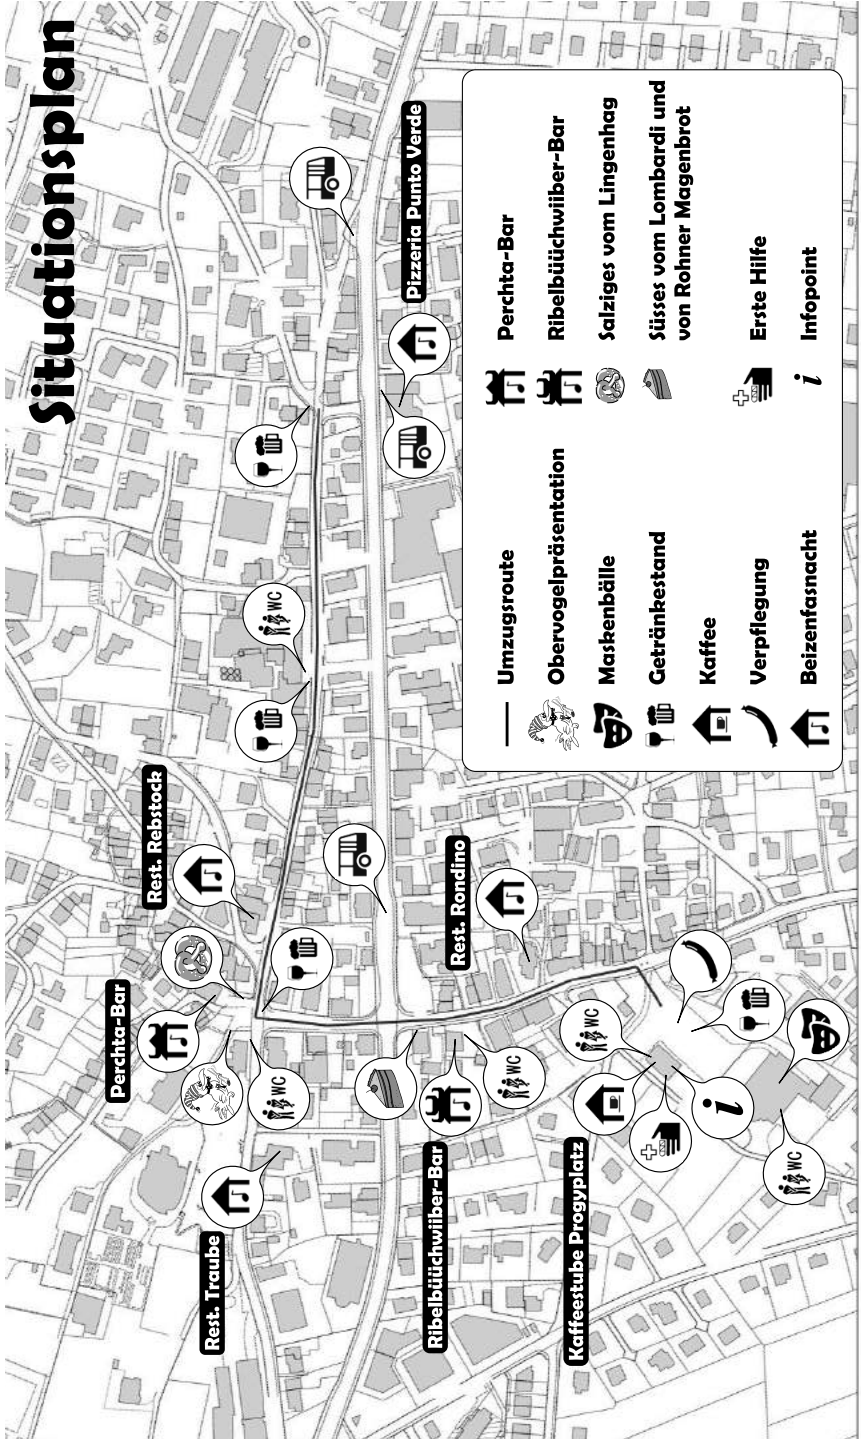 Situationsplan
Rest. Traube
Perchta-Bar
Rest. Rebstock
WC
WC
Ribelbüüchwiiber-Bar
WC
Rest. Rondino
Pizzeria Punto Verde
Kaffeestube Progyplatz
WC
i
WC
Umzugsroute
Obervogelpräsentation
Maskenbälle
Getränkestand
Kaffee
Verpflegung
Beizenfasnacht
Perchta-Bar
Ribelbüüchwiiber-Bar
Salziges vom Lingenhag
Süsses vom Lombardi und
von Rohner Magenbrot
Erste Hilfe
i Infopoint